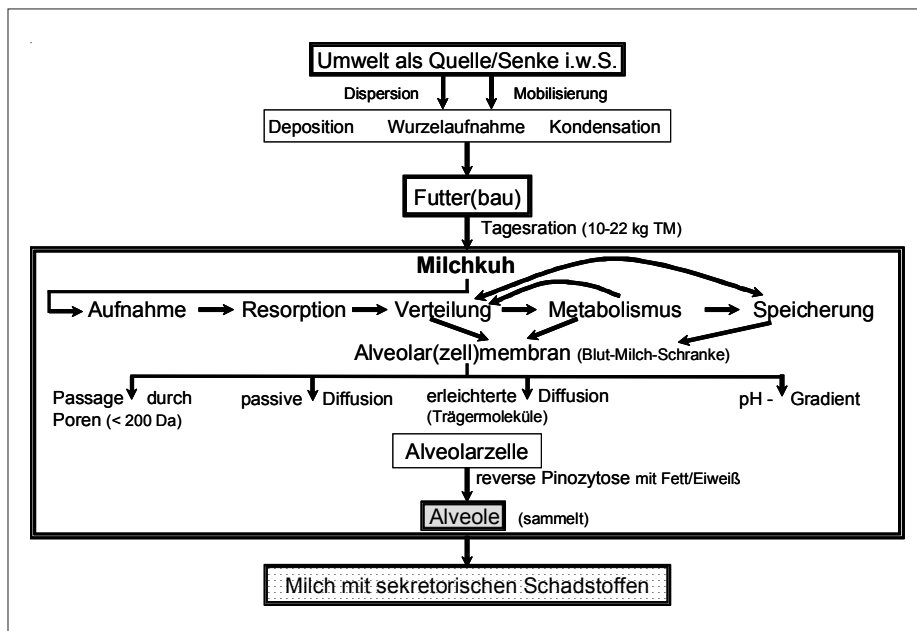 Umwelt als Quelle/Senke i.w.S.
Dispersion Mobilisierung
Deposition Wurzelaufnahme Kondensation
Futter(bau)
Tagesration (10-22 kg TM)
Milchkuh
Aufnahme Resorption Verteilung Metabolismus Speicherung
Alveolar(zell)membran (Blut-Milch-Schranke)
Passage durch passive Diffusion erleichterte Diffusion pH - Gradient
Poren (< 200 Da) (Trägermoleküle)
Alveolarzelle
reverse Pinozytose mit Fett/Eiweiß
Alveole (sammelt)
Milch mit sekretorischen Schadstoffen